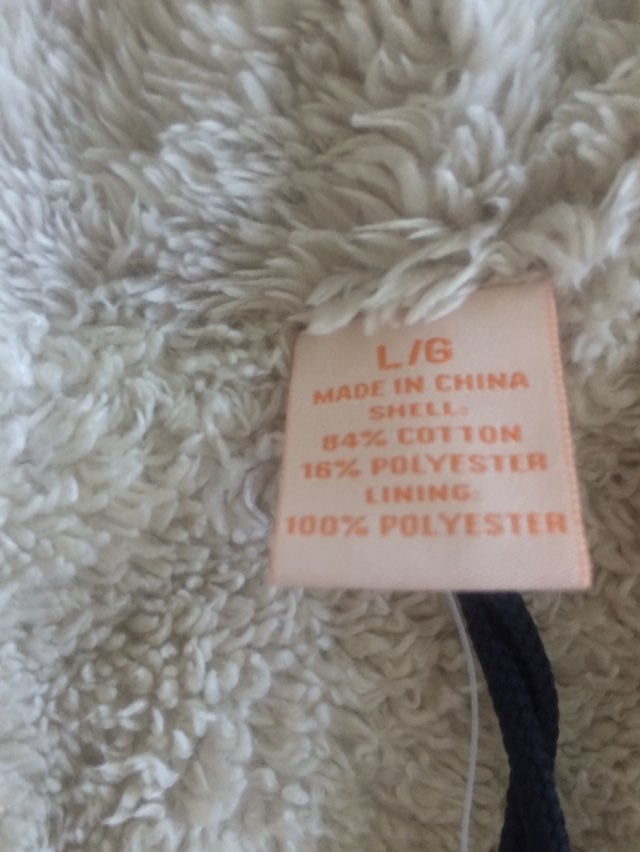 L/G
MADE IN CHINA
SHELL:
84% COTTON
16% POLYESTER
LINING:
100% POLYESTER